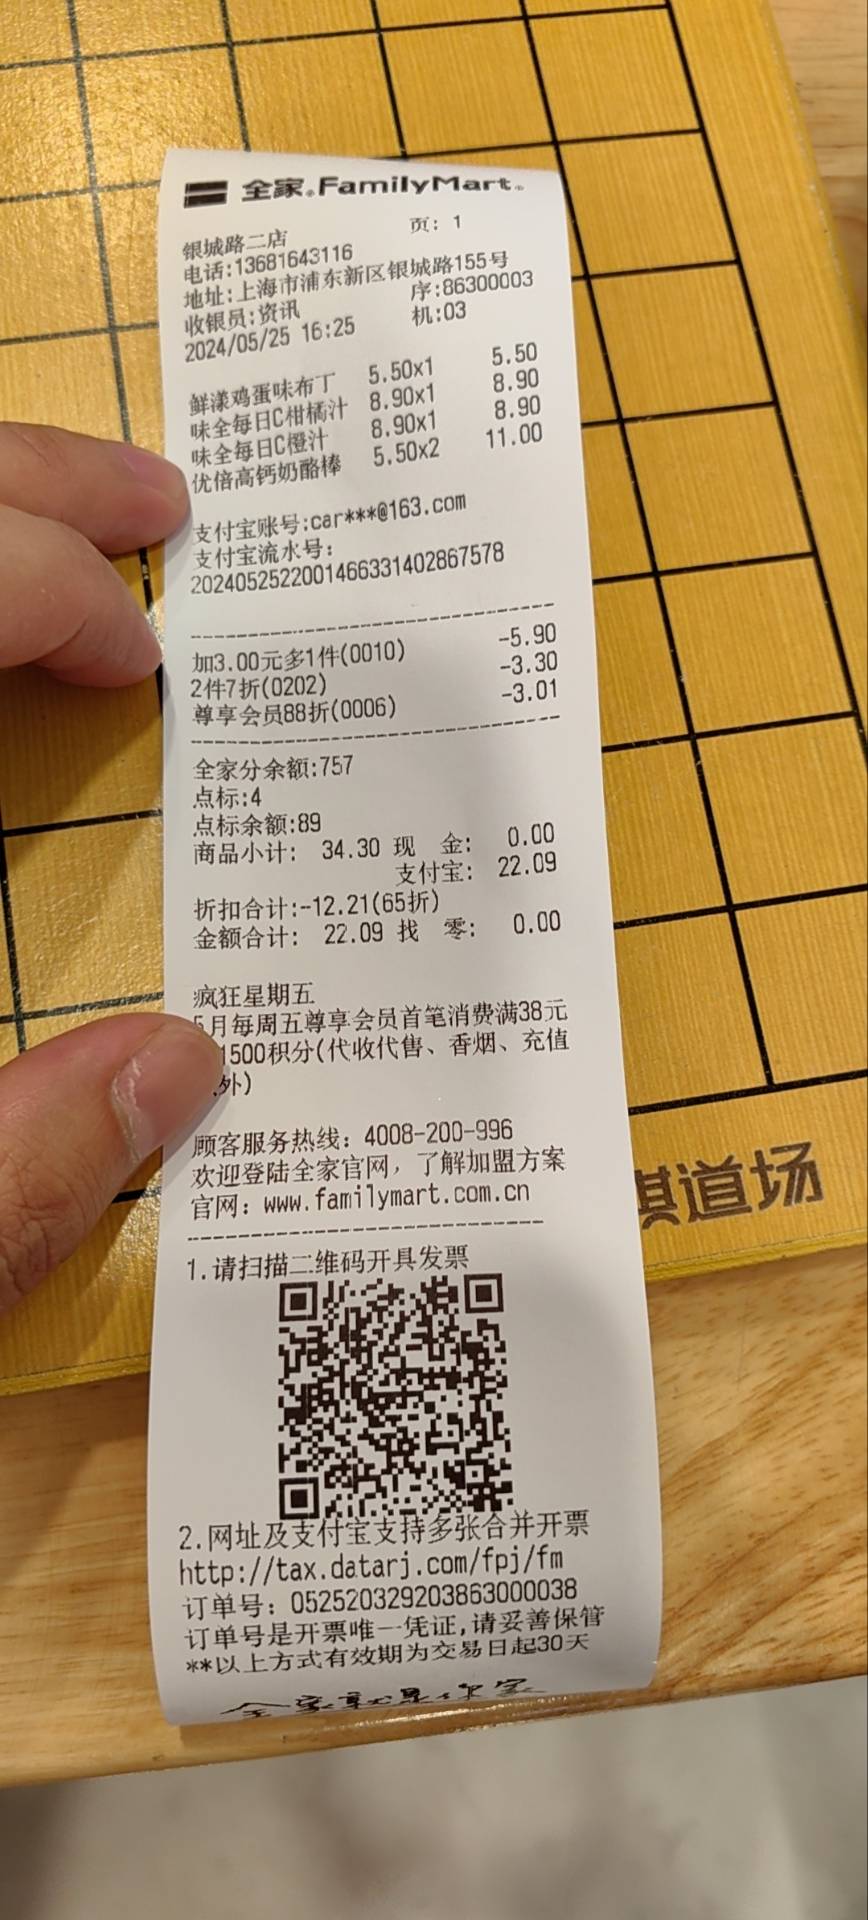 全家 FamilyMart
页: 1
银城路二店
电话:13681643116
地址:上海市浦东新区银城路155号
收银员:资讯 序:86300003
2024/05/25 16:25 机:03
鲜漾鸡蛋味布丁 5.50x1 5.50
味全每日C柑橘汁 8.90x1 8.90
味全每日C橙汁 8.90x1 8.90
优倍高钙奶酪棒 5.50x2 11.00
支付宝账号:car***@163.com
支付宝流水号:
2024052522001466331402867578
加3.00元多1件(0010) -5.90
2件7折(0202) -3.30
尊享会员88折(0006) -3.01
全家分余额:757
点标:4
点标余额:89
商品小计: 34.30 现 金: 0.00
支付宝: 22.09
折扣合计:-12.21(65折)
金额合计: 22.09 找 零: 0.00
疯狂星期五
5月每周五尊享会员首笔消费满38元
1500积分(代收代售、香烟、充值
外)
顾客服务热线: 4008-200-996
欢迎登陆全家官网，了解加盟方案
官网: www.familymart.com.cn
1.请扫描二维码开具发票
2.网址及支付宝支持多张合并开票
http://tax.datarj.com/fpj/fm
订单号: 052520329203863000038
订单号是开票唯一凭证,请妥善保管
**以上方式有效期为交易日起30天
全家就是你家
棋道场